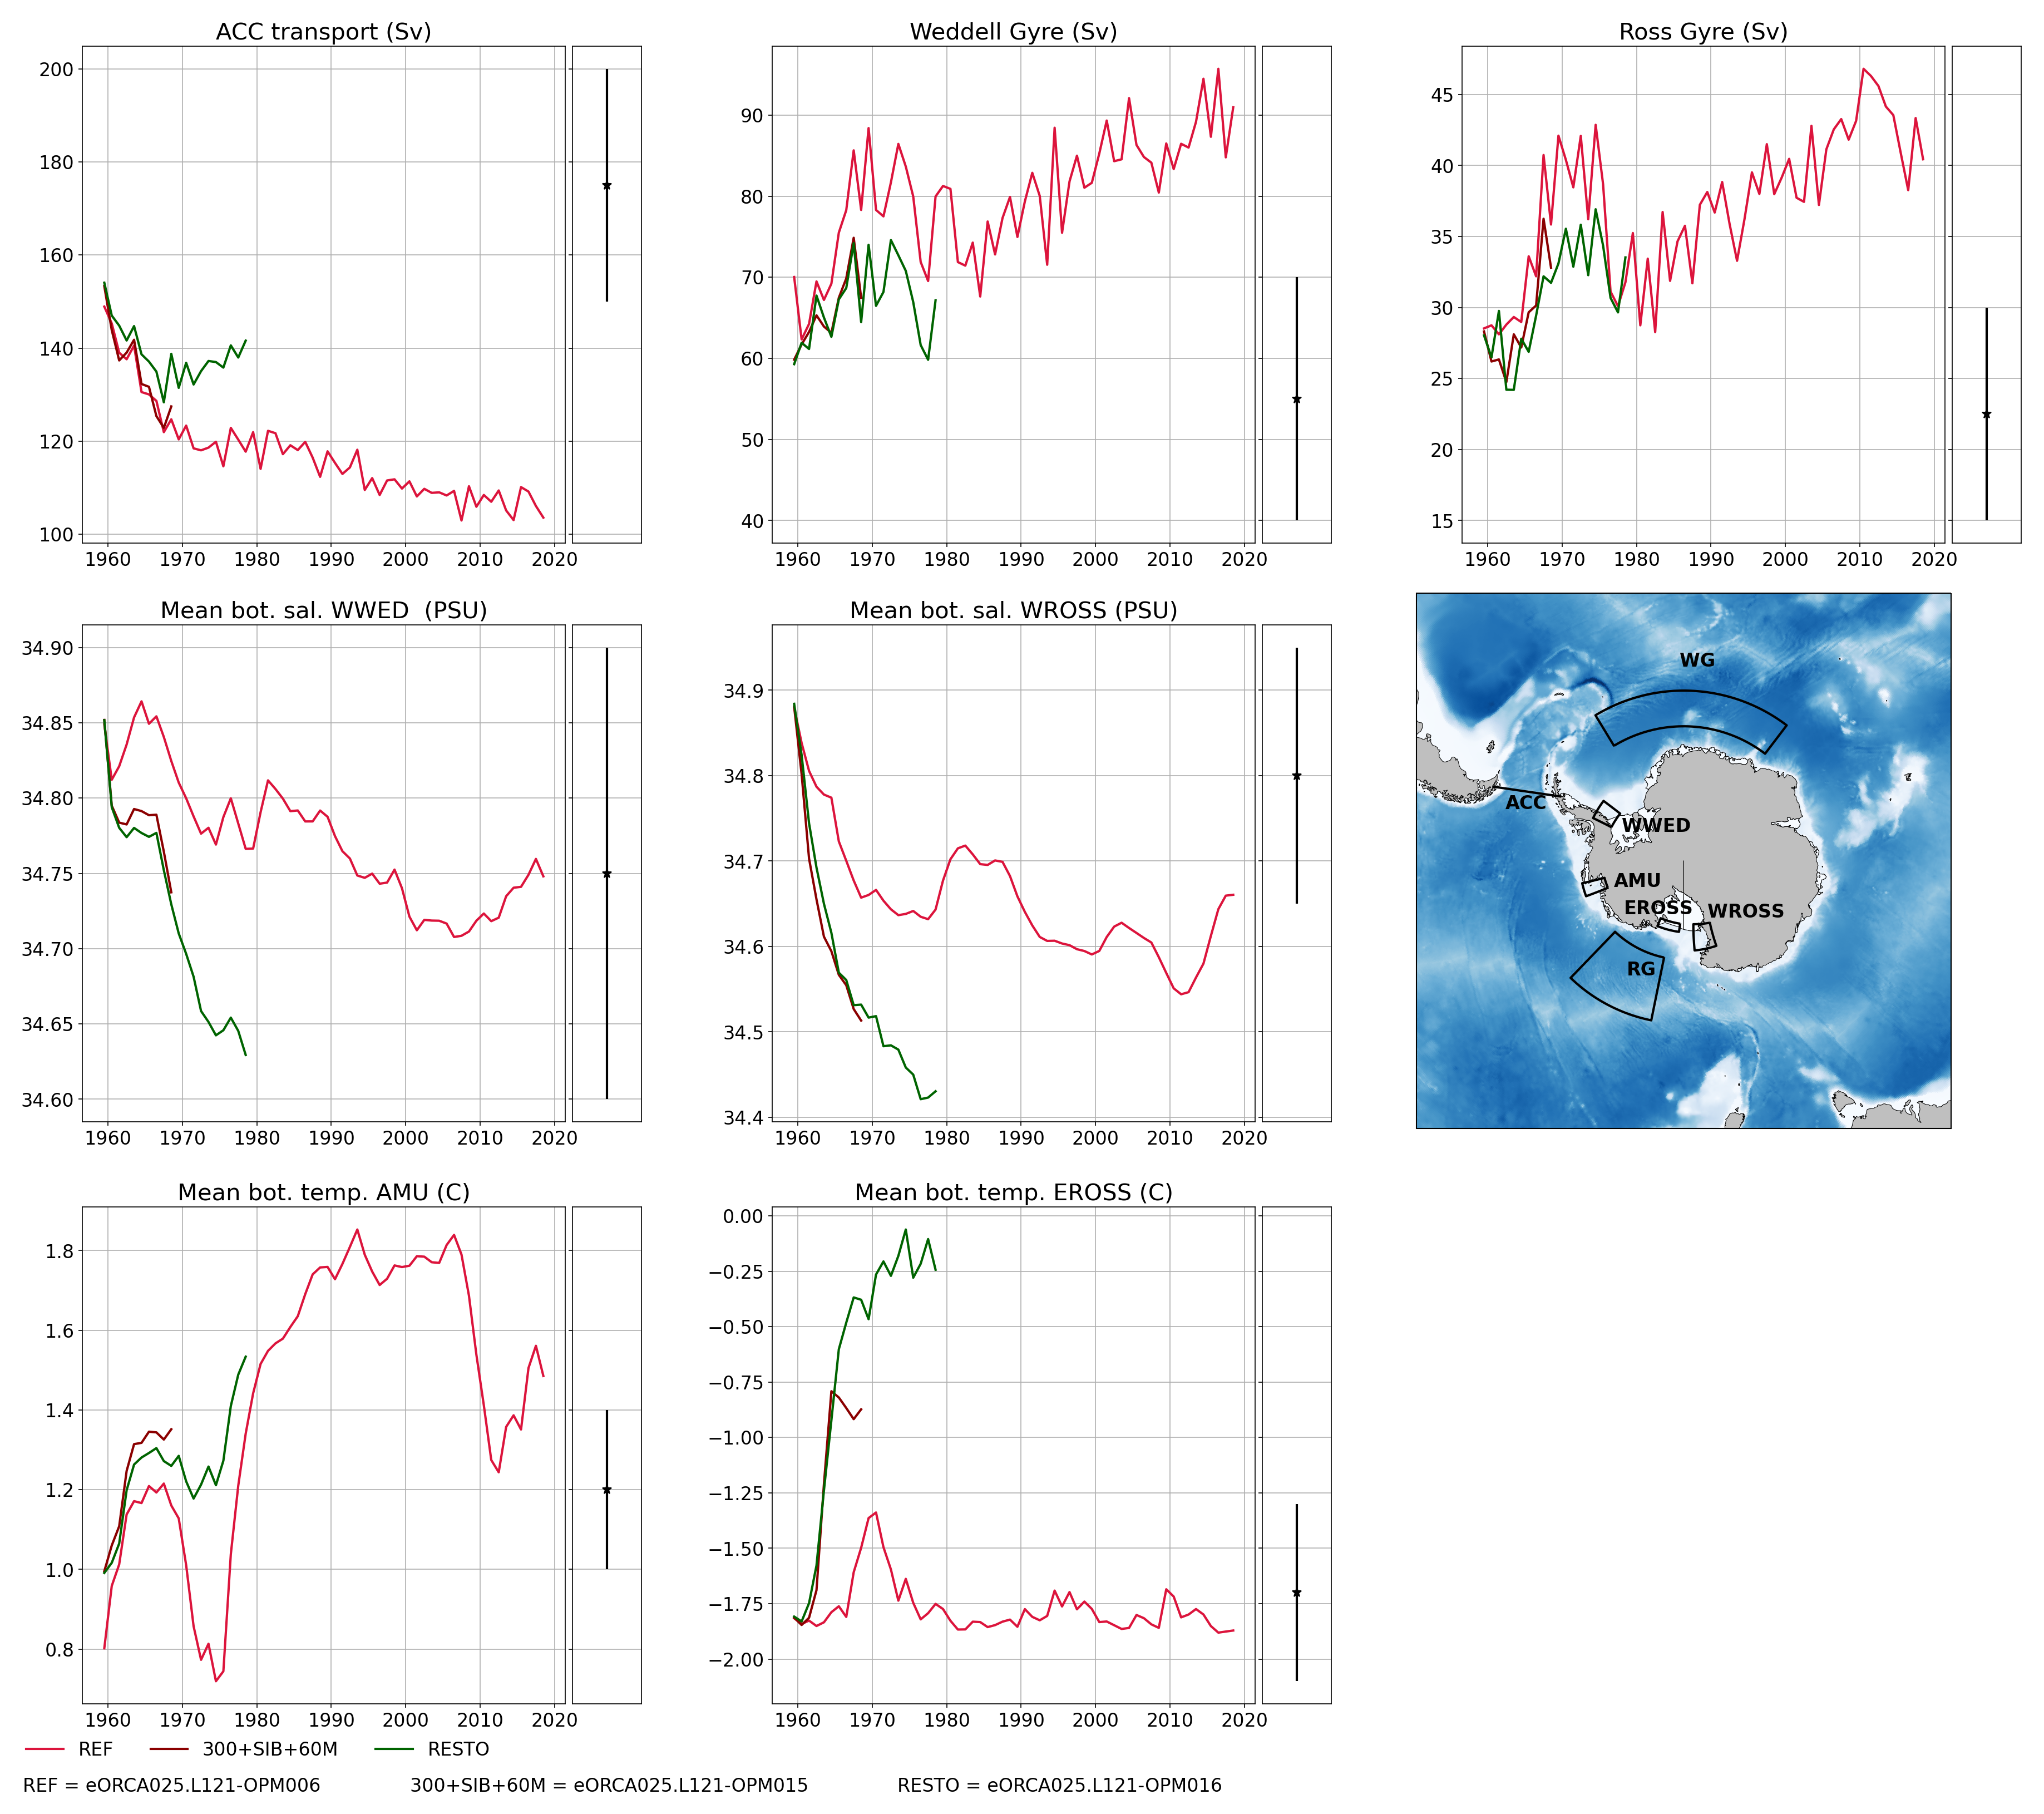 ACC transport (Sv)
Weddell Gyre (Sv)
Ross Gyre (Sv)
200
180
160
140
120
100
1960 1970 1980 1990 2000 2010 2020
90
80
70
60
50
40
1960 1970 1980 1990 2000 2010 2020
45
40
35
30
25
20
15
1960 1970 1980 1990 2000 2010 2020
Mean bot. sal. WWED  (PSU)
Mean bot. sal. WROSS (PSU)
34.90
34.85
34.80
34.75
34.70
34.65
34.60
1960 1970 1980 1990 2000 2010 2020
34.9
34.8
34.7
34.6
34.5
34.4
1960 1970 1980 1990 2000 2010 2020
WG
ACC
WWED
AMU
EROSS
WROSS
RG
Mean bot. temp. AMU (C)
Mean bot. temp. EROSS (C)
1.8
1.6
1.4
1.2
1.0
0.8
1960 1970 1980 1990 2000 2010 2020
0.00
−0.25
−0.50
−0.75
−1.00
−1.25
−1.50
−1.75
−2.00
1960 1970 1980 1990 2000 2010 2020
REF 300+SIB+60M RESTO
REF = eORCA025.L121-OPM006 300+SIB+60M = eORCA025.L121-OPM015 RESTO = eORCA025.L121-OPM016